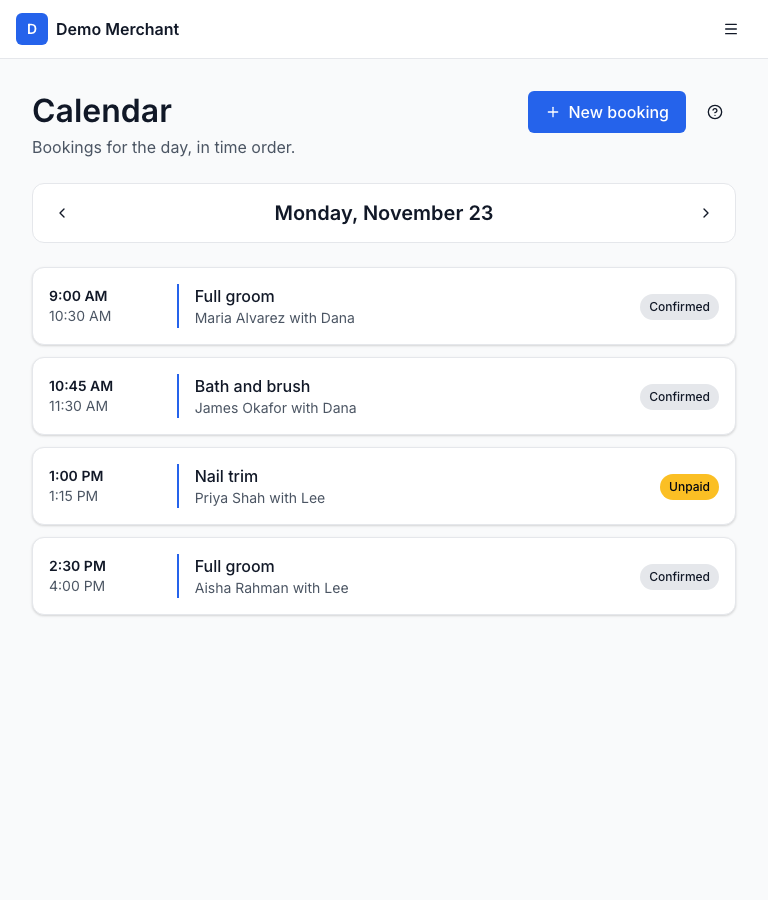 D Demo Merchant
Calendar
New booking
Bookings for the day, in time order.
Monday, November 23
9:00 AM
10:30 AM
Full groom
Maria Alvarez with Dana
Confirmed
10:45 AM
11:30 AM
Bath and brush
James Okafor with Dana
Confirmed
1:00 PM
1:15 PM
Nail trim
Priya Shah with Lee
Unpaid
2:30 PM
4:00 PM
Full groom
Aisha Rahman with Lee
Confirmed